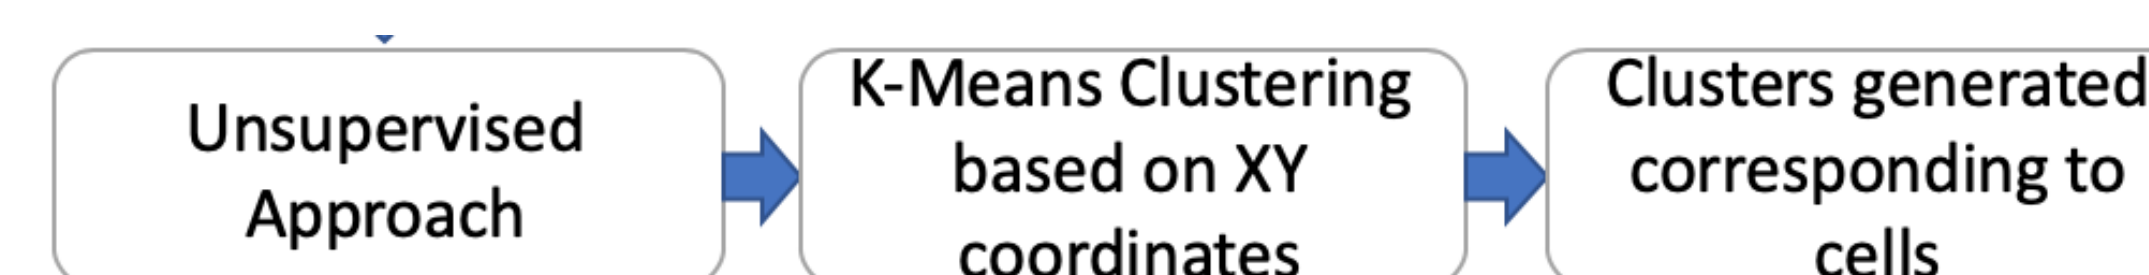 Unsupervised
Approach
K-Means Clustering
based on XY
coordinates
Clusters generated
corresponding to
cells